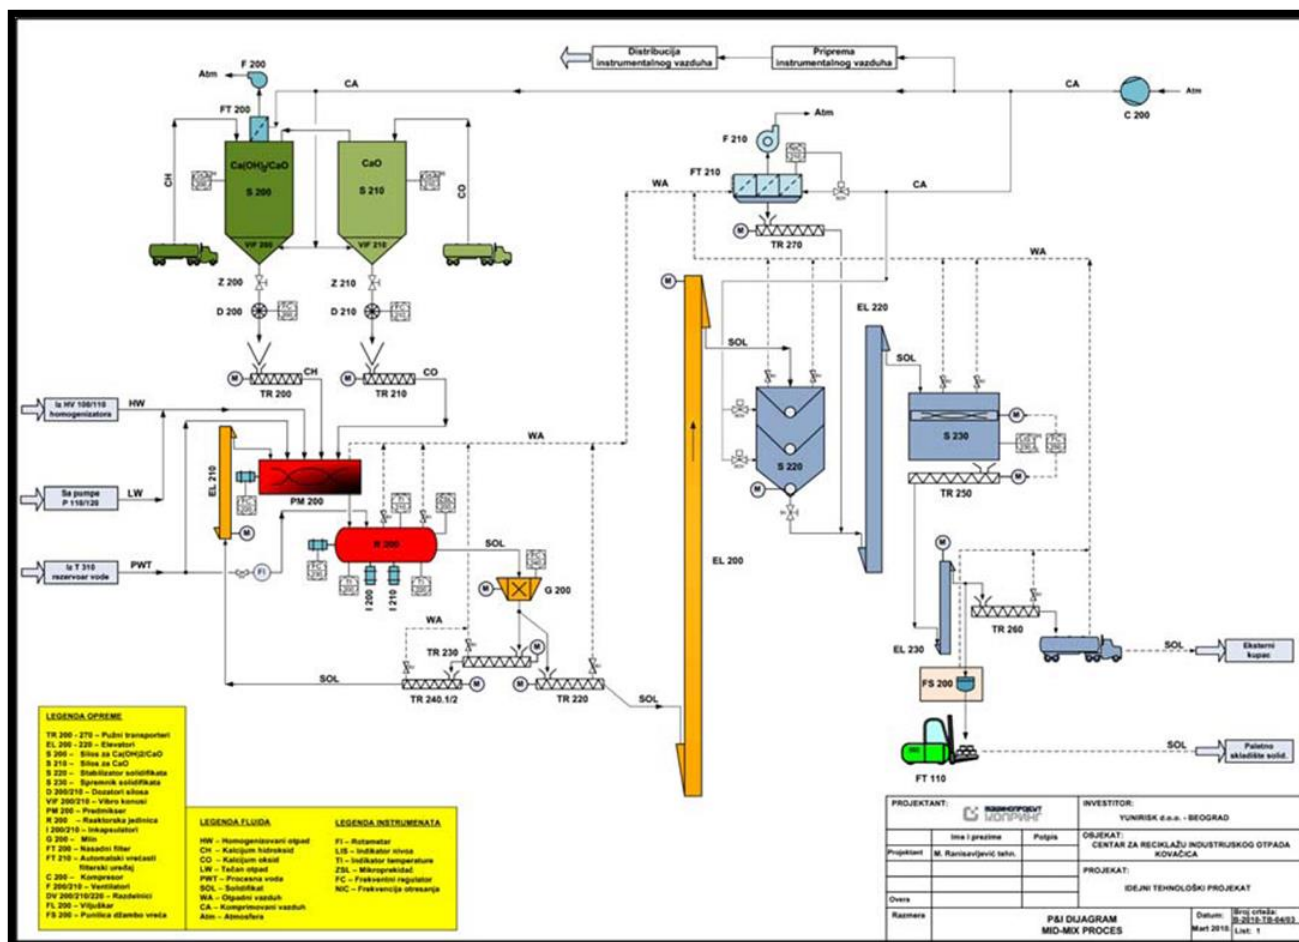 Distribucija
instrumentalnog vazduha
Priprema
instrumentalnog vazduha
F 200
Atm
CA
CA
Atm
C 200
FT 200
Atm
F 210
Ca(OH)2/CaO
S 200
CaO
S 210
CH
CO
FT 210
WA
CA
VIF 200
VIF 210
M
TR 270
WA
Z 200
Z 210
M
EL 220
D 200
D 210
SOL
SOL
M
TR 200
CH
M
TR 210
CO
Iz HV 100/110
homogenizatora
HW
WA
M
S 230
EL 210
S 220
PM 200
M
TR 250
M
Sa pumpe
P 110/120
LW
M
R 200
SOL
EL 200
M
Iz T 310
rezervoar vode
PWT
FI
M
G 200
I 200
I 210
TR 260
WA
TR 230
M
EL 230
SOL
Eksterni
kupac
SOL
TR 240.1/2
M
M
TR 220
SOL
FS 200
FT 110
SOL
Paletno
skladište solid.
LEGENDA OPREME
TR 200 - 270 – Pužni transporteri
EL 200 - 220 – Elevatori
S 200 – Silos za Ca(OH)2/CaO
S 210 – Silos za CaO
S 220 – Stabilizator solidifikata
S 230 – Spremnik solidifikata
D 200/210 – Dozatori silosa
VIF 200/210 – Vibro konusi
PM 200 – Predmikser
R 200 – Reaktorska jedinica
I 200/210 – Inkapsulatori
G 200 – Mlin
FT 200 – Nasadni filter
FT 210 – Automatski vrećasti
filterski uređaj
C 200 – Kompresor
F 200/210 – Ventilatori
DV 200/210/220 – Razdelnici
FL 200 – Viljuškar
FS 200 – Punilica džambo vreća
LEGENDA FLUIDA
HW – Homogenizovani otpad
CH – Kalcijum hidroksid
CO – Kalcijum oksid
LW – Tečan otpad
PWT – Procesna voda
SOL – Solidifikat
WA – Otpadni vazduh
CA – Komprimovani vazduh
Atm – Atmosfera
LEGENDA INSTRUMENATA
FI – Rotametar
LIS – Indikator nivoa
TI – Indikator temperature
ZSL – Mikroprekidač
FC – Frekventni regulator
NIC – Frekvencija otresanja
PROJEKTANT:
МАШИНОПРОЈЕКТ
КОПРИНГ
INVESTITOR:
YUNIRISK d.o.o. - BEOGRAD
Ime i prezime
Potpis
OBJEKAT:
CENTAR ZA RECIKLAŽU INDUSTRIJSKOG OTPADA
KOVAČICA
Projektant
M. Ranisavljević tehn.
PROJEKAT:
IDEJNI TEHNOLOŠKI PROJEKAT
Overa
Razmera
P&I DIJAGRAM
MID-MIX PROCES
Datum:
Mart 2010.
Broj crteža:
B-2010-TB-04/03
List: 1